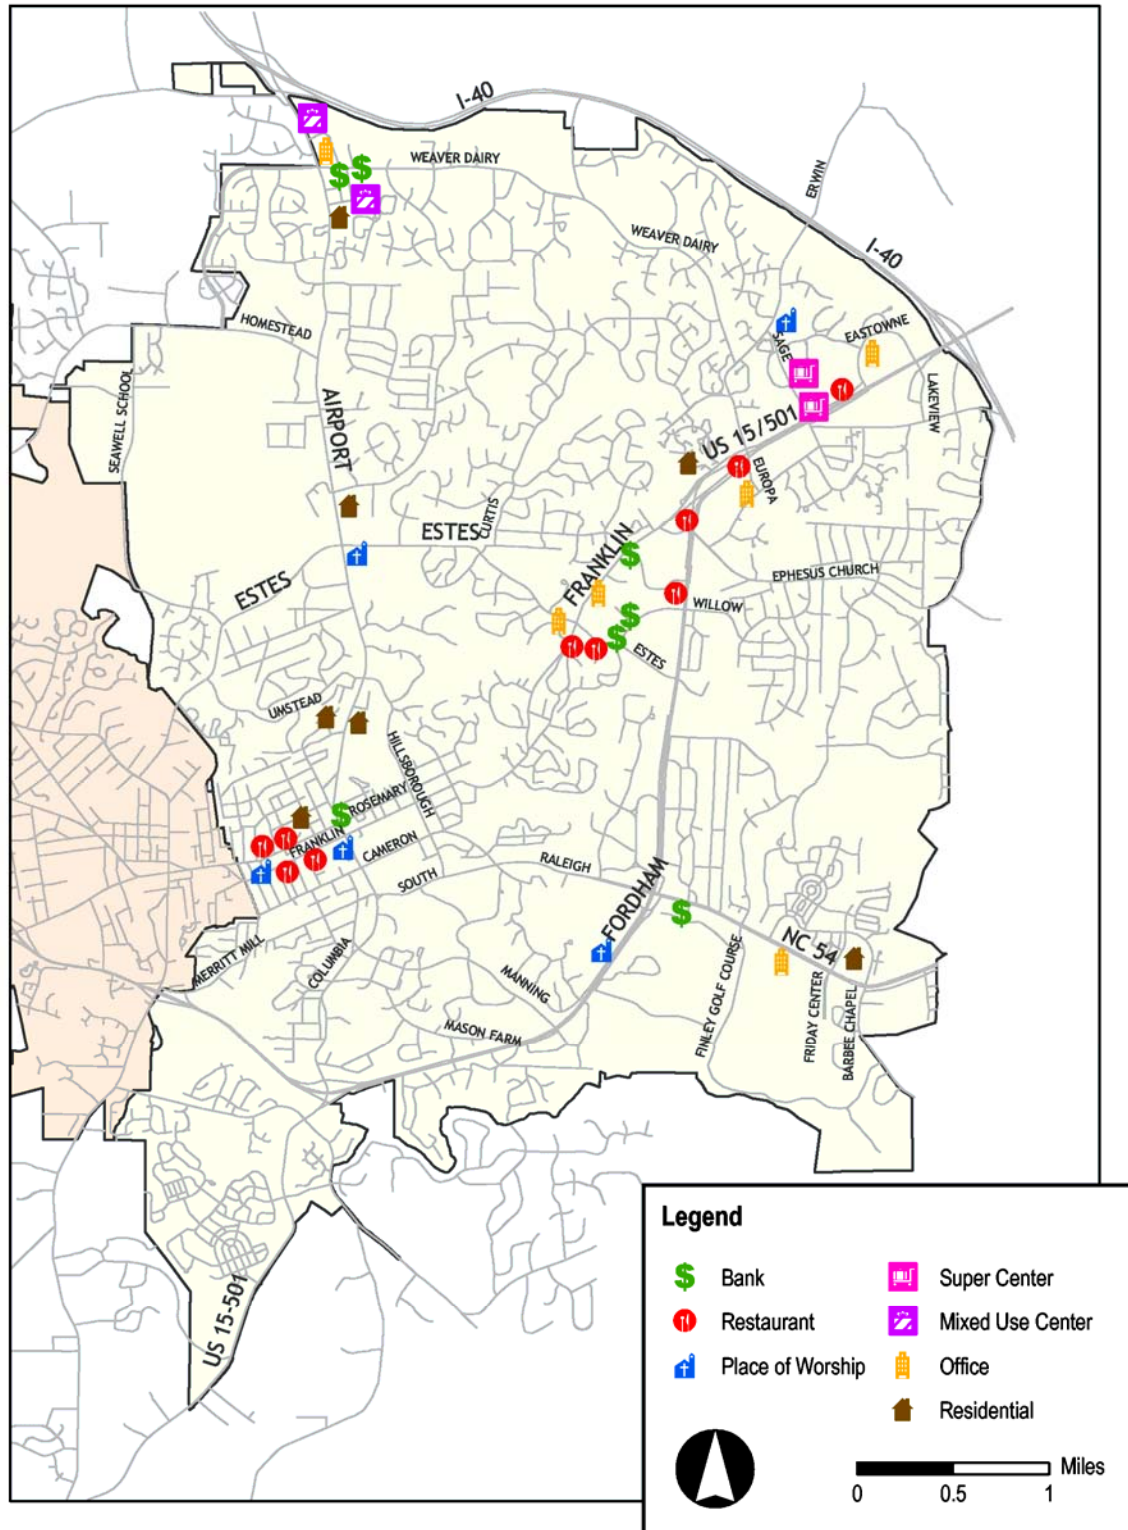 I-40
WEAVER DAIRY
ERWIN
WEAVER DAIRY
I-40
HOMESTEAD
SAGE
EASTOWNE
SEAWELL SCHOOL
AIRPORT
LAKEVIEW
US 15/501
EUROPA
CURTIS
ESTES
FRANKLIN
EPHESUS CHURCH
ESTES
WILLOW
ESTES
UMSTEAD
HILLSBOROUGH
ROSEMARY
FRANKLIN
CAMERON
RALEIGH
SOUTH
FORDHAM
MERRITT MILL
COLUMBIA
MANNING
NC 54
FINLEY GOLF COURSE
FRIDAY CENTER
BARBEE CHAPEL
MASON FARM
US 15-501
Legend
$ Bank
Restaurant
Place of Worship
Super Center
Mixed Use Center
Office
Residential
Miles
0 0.5 1